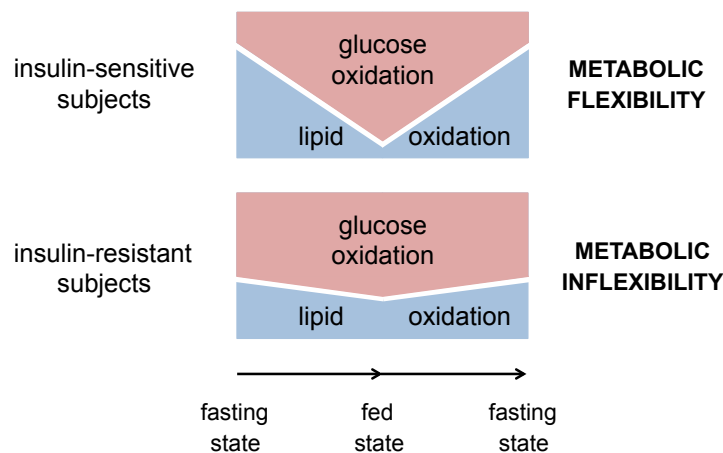 insulin-sensitive
subjects
glucose
oxidation
lipid
oxidation
METABOLIC
FLEXIBILITY
insulin-resistant
subjects
glucose
oxidation
lipid
oxidation
METABOLIC
INFLEXIBILITY
fasting
state
fed
state
fasting
state